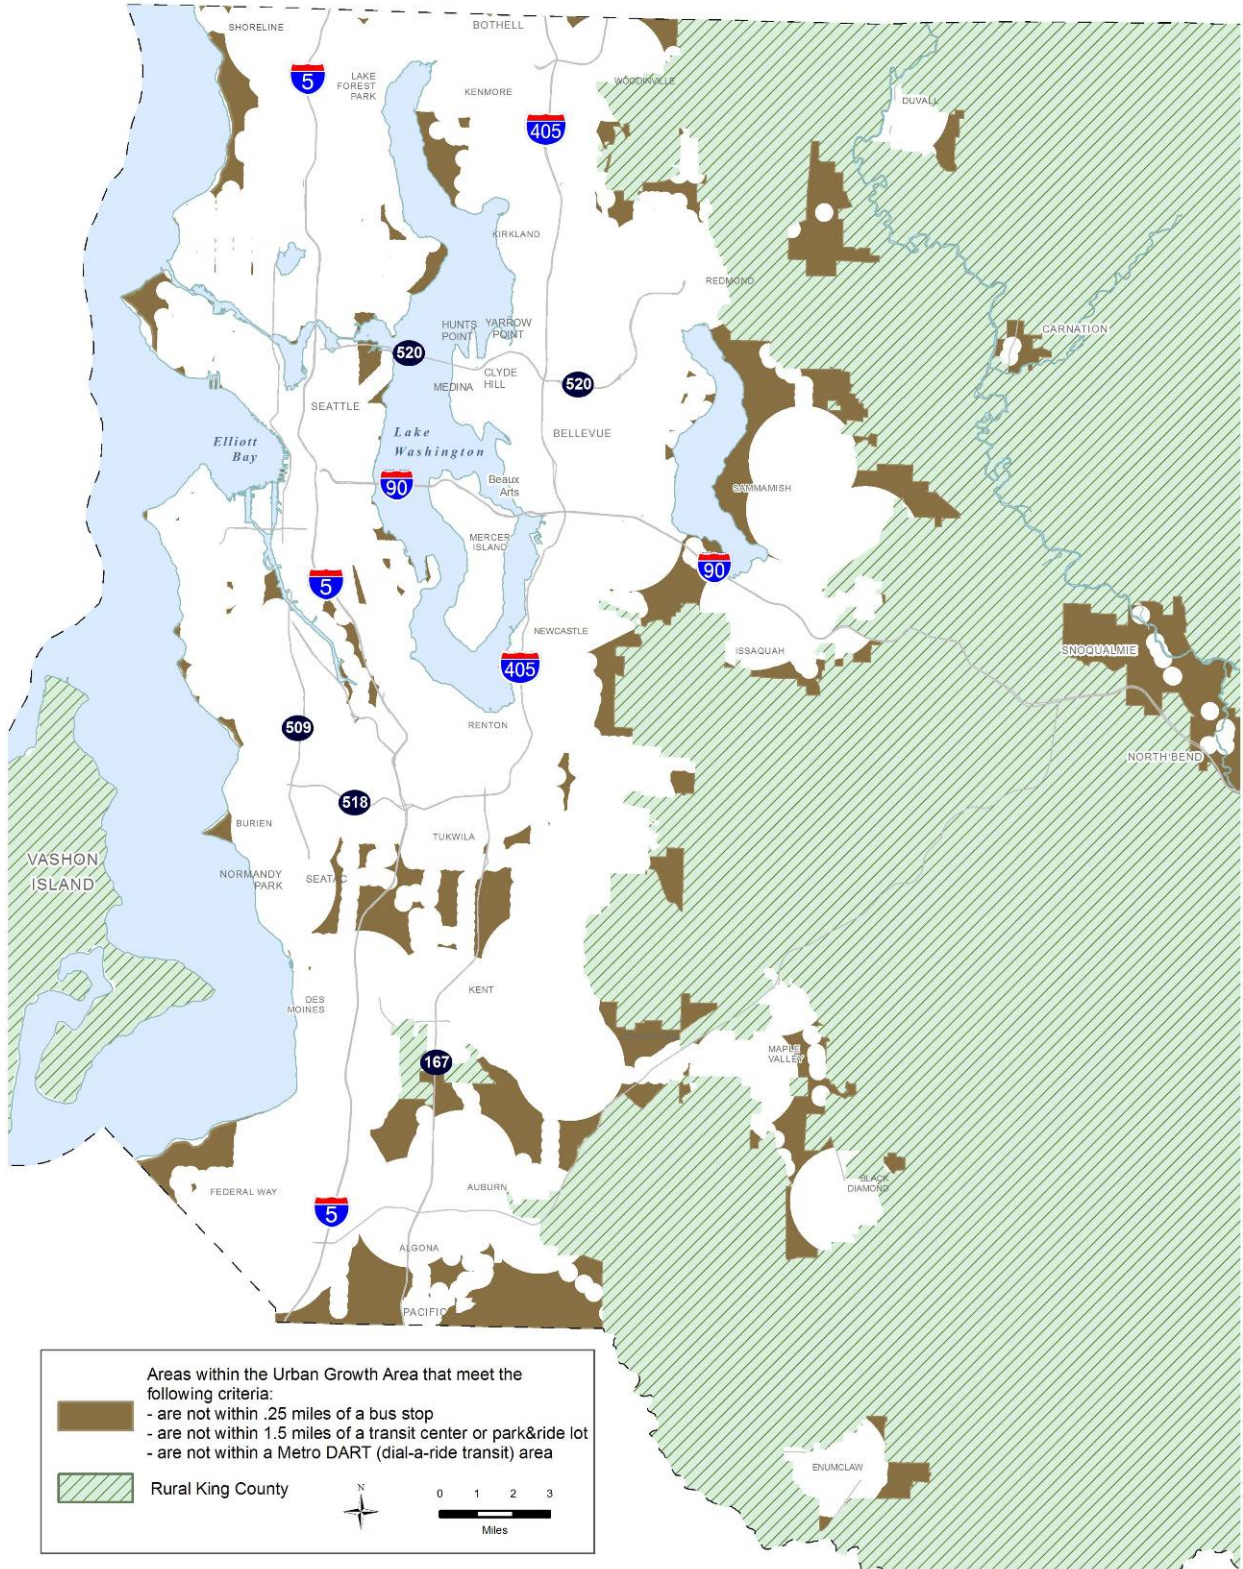 SHORELINE
BOTHELL
5
LAKE
FOREST
PARK
WOODINVILLE
KENMORE
DUVALL
405
KIRKLAND
REDMOND
HUNTS
POINT
YARROW
POINT
CARNATION
520
CLYDE
HILL
MEDINA
520
SEATTLE
BELLEVUE
Elliott
Bay
Lake
Washington
90
Beaux
Arts
SAMMAMISH
MERCER
ISLAND
90
5
NEWCASTLE
ISSAQUAH
SNOQUALMIE
405
509
RENTON
NORTH BEND
518
BURIEN
TUKWILA
VASHON
ISLAND
NORMANDY
PARK
SEATAC
KENT
DES
MOINES
MAPLE
VALLEY
167
FEDERAL WAY
AUBURN
BLACK
DIAMOND
5
ALGONA
PACIFIC
Areas within the Urban Growth Area that meet the
following criteria:
- are not within .25 miles of a bus stop
- are not within 1.5 miles of a transit center or park&ride lot
- are not within a Metro DART (dial-a-ride transit) area
Rural King County
N
0 1 2 3
Miles
ENUMCLAW